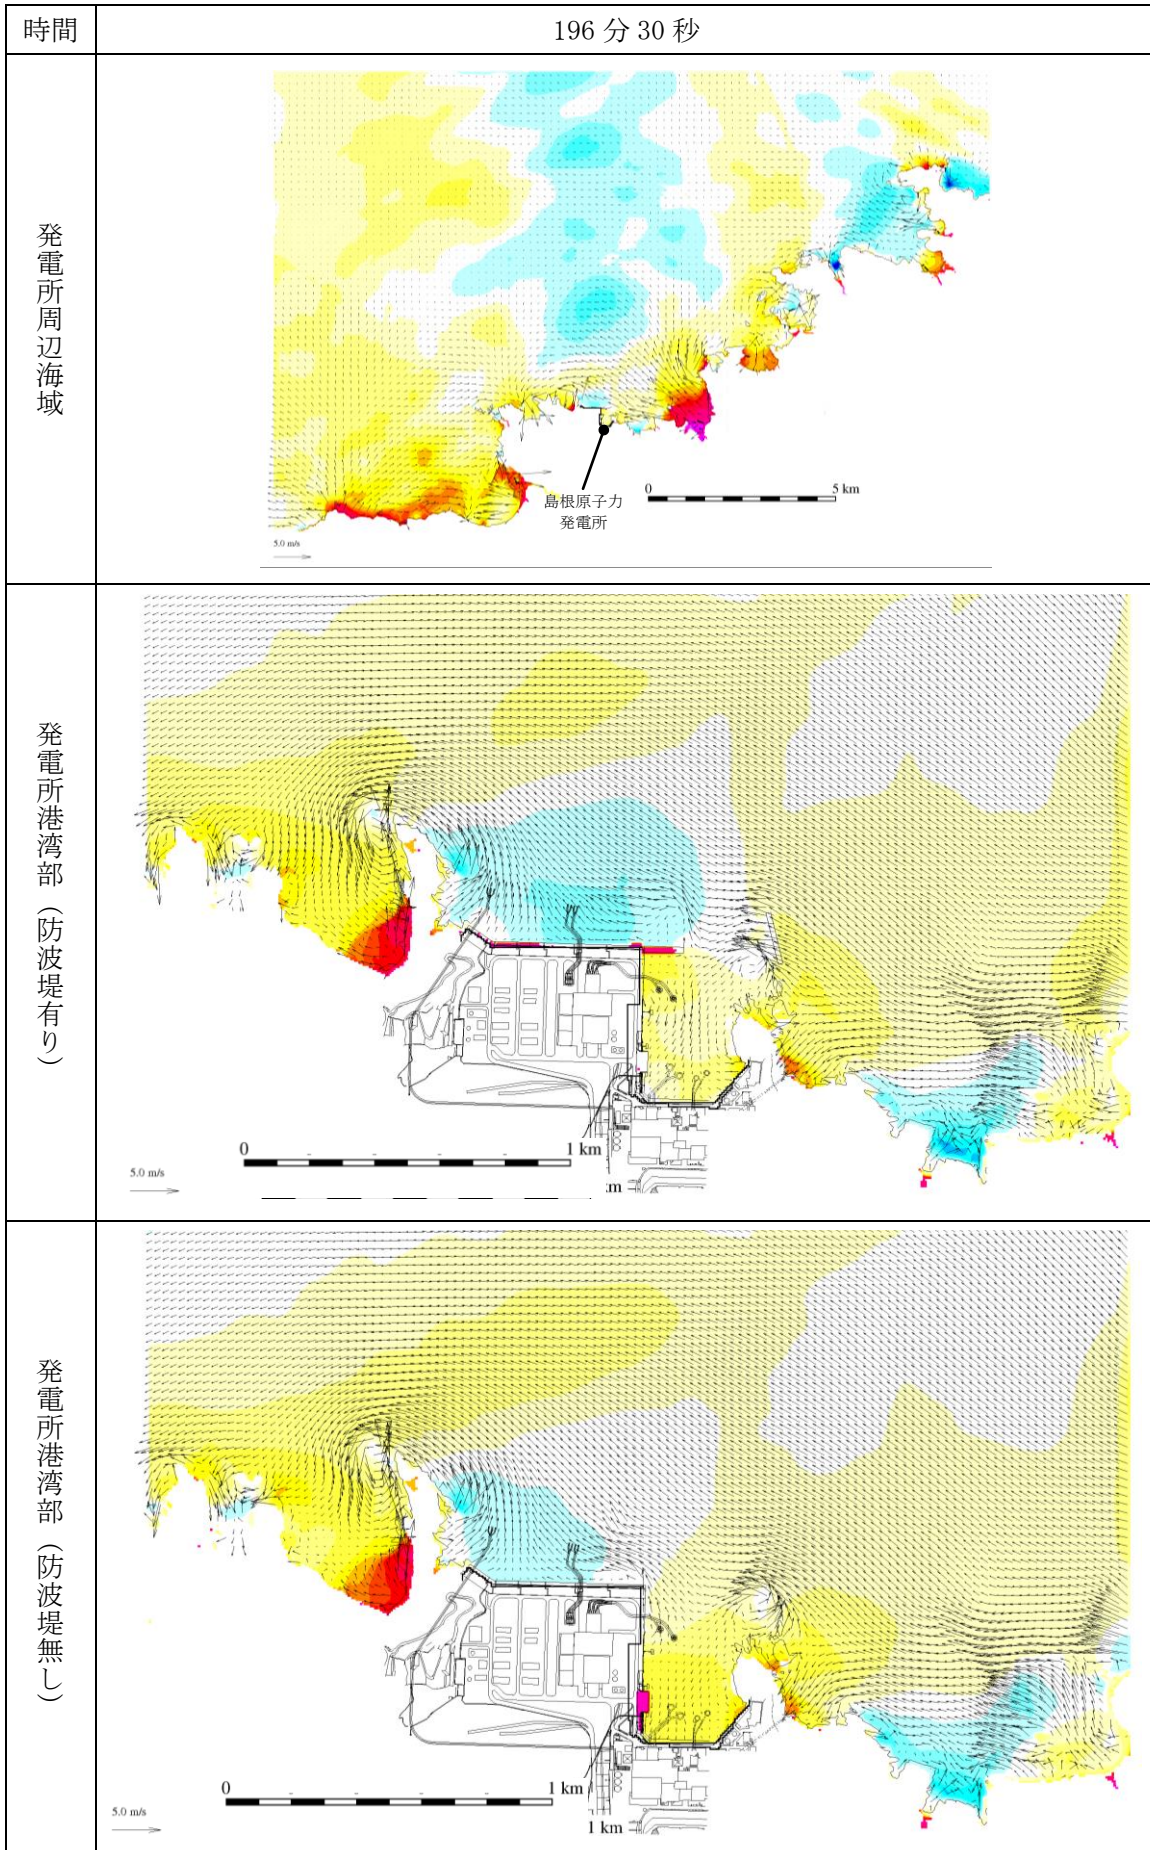 時間
196 分 30 秒
発電所周辺海域
島根原子力
発電所
0
5 km
5.0 m/s
発電所港湾部（防波堤有り）
0
1 km
5.0 m/s
km
発電所港湾部（防波堤無し）
0
1 km
5.0 m/s
1 km